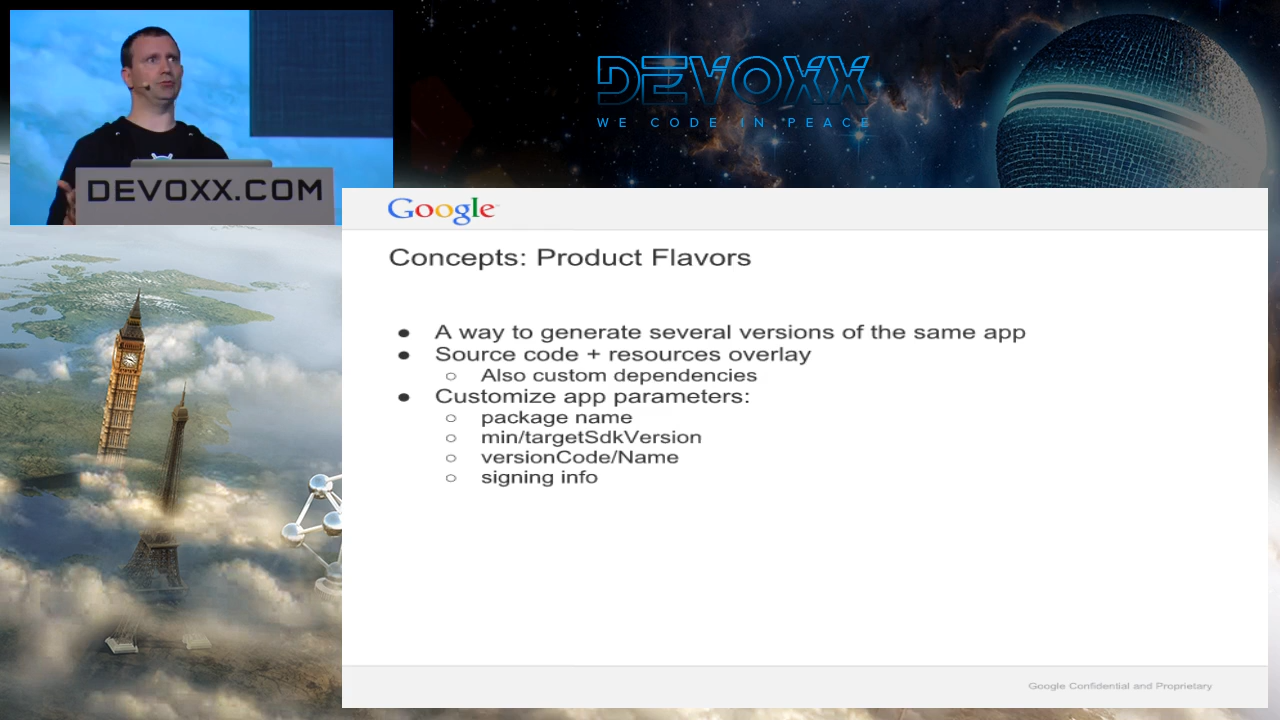 DEVOXX
WE CODE IN PEACE
DEVOXX.COM
Google
Concepts: Product Flavors
● A way to generate several versions of the same app
● Source code + resources overlay
○ Also custom dependencies
● Customize app parameters:
○ package name
○ min/targetSdkVersion
○ versionCode/Name
○ signing info
Google Confidential and Proprietary